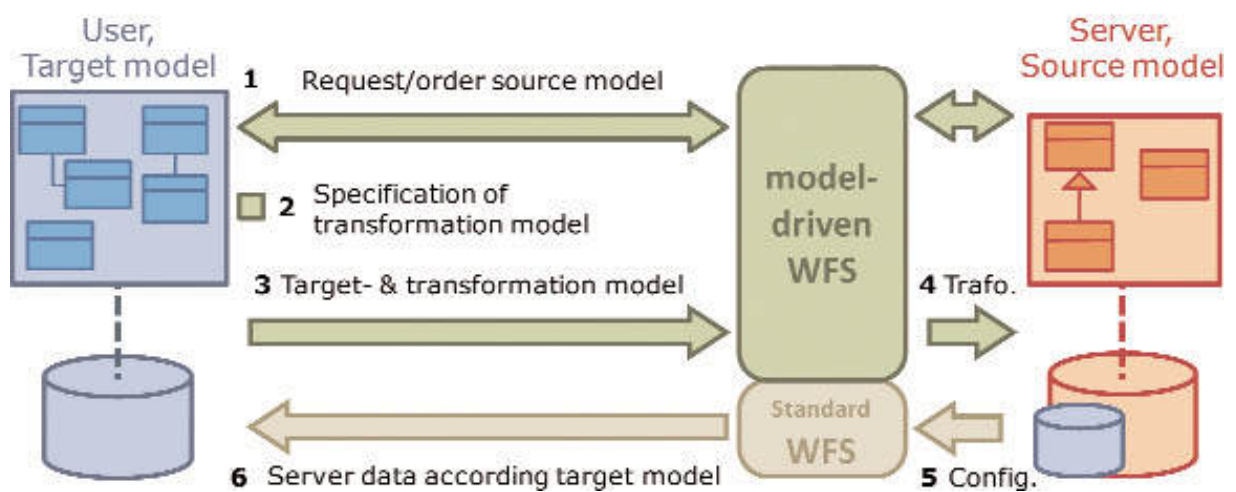 User,
Target model
Server,
Source model
1 Request/order source model
model-
driven
WFS
2 Specification of
transformation model
3 Target- & transformation model
4 Trafo.
Standard
WFS
6 Server data according target model
5 Config.